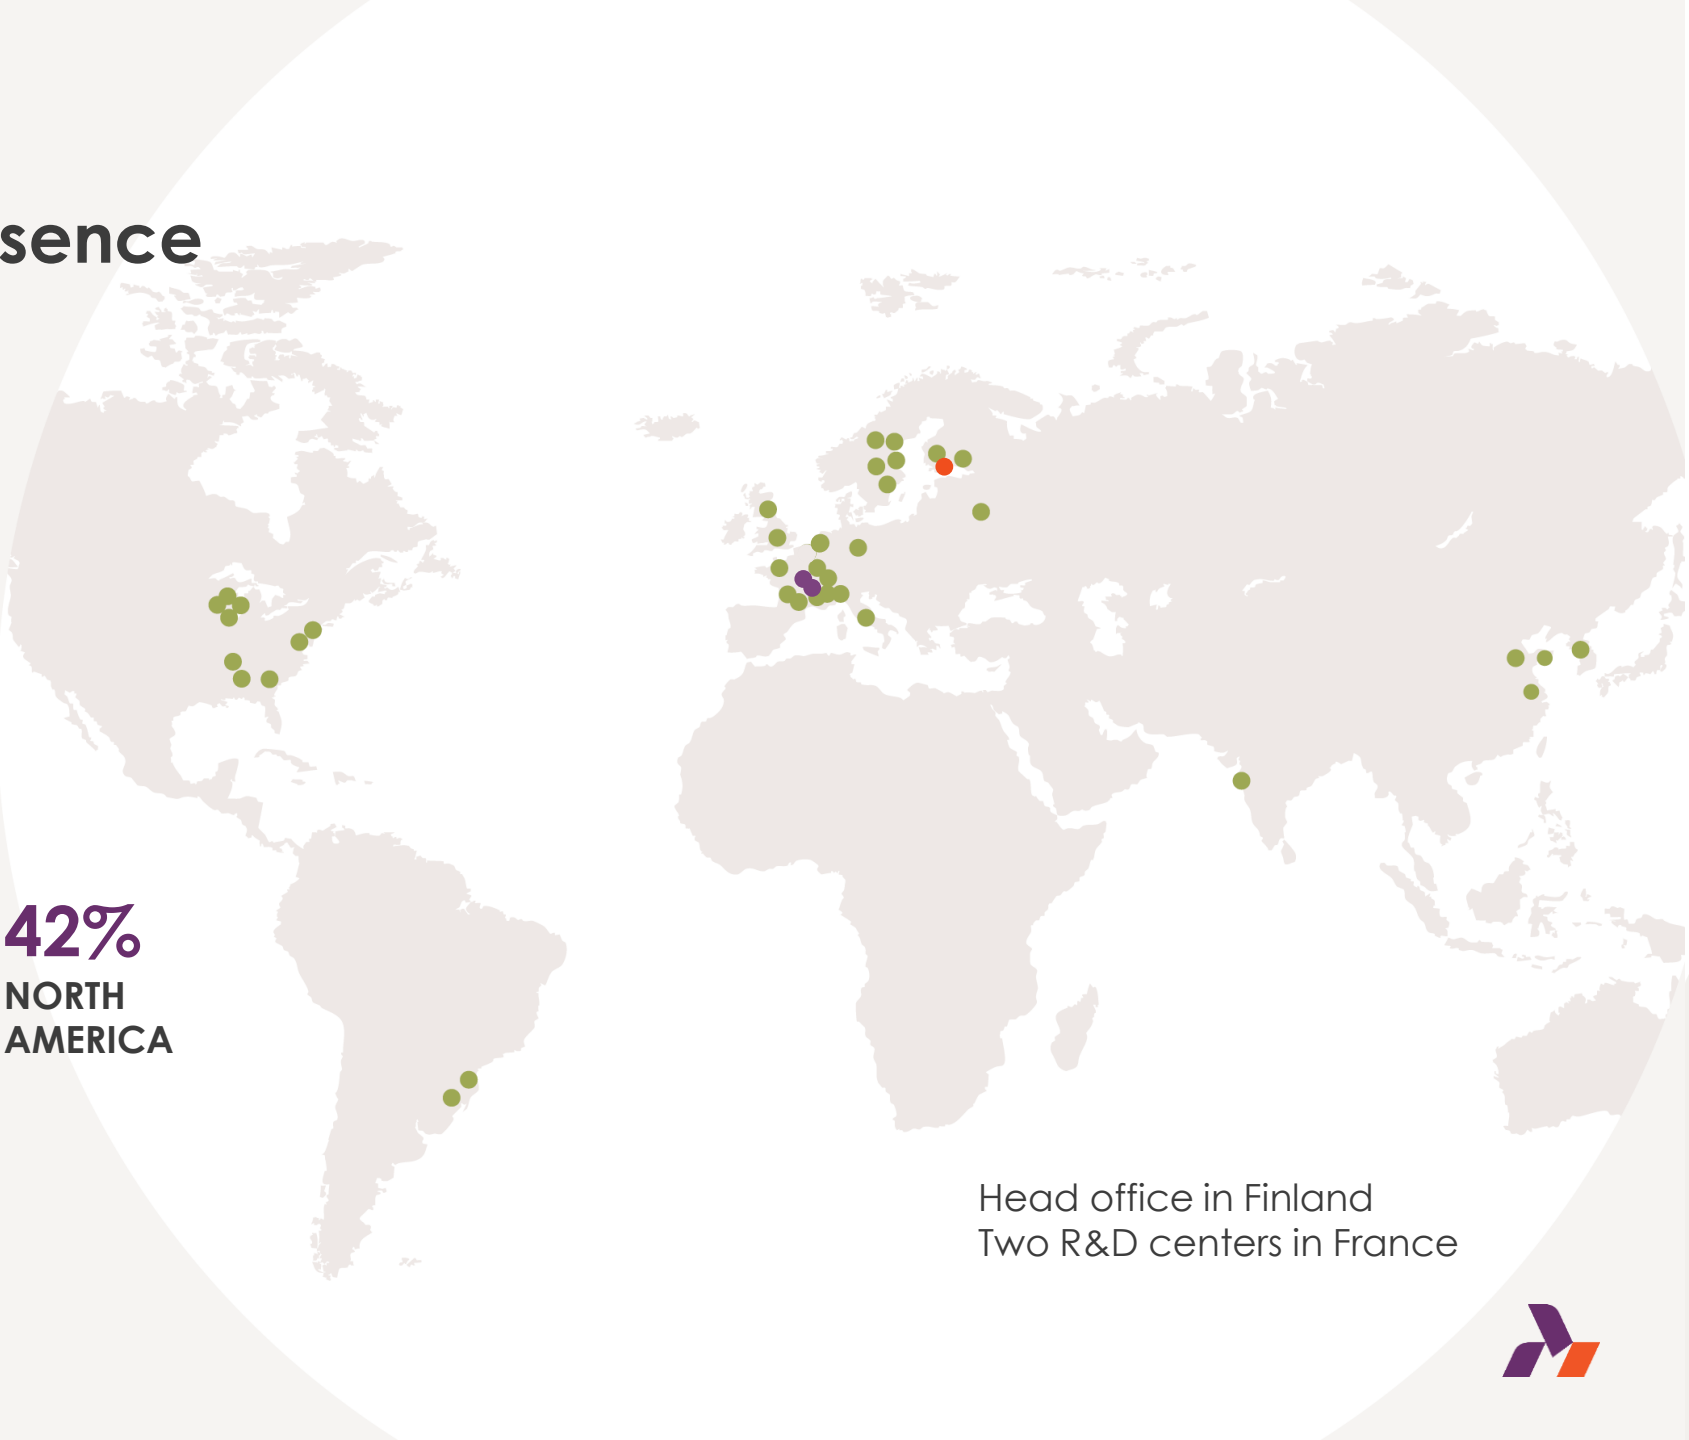 sence
42%
NORTH
AMERICA
Head office in Finland
Two R&D centers in France